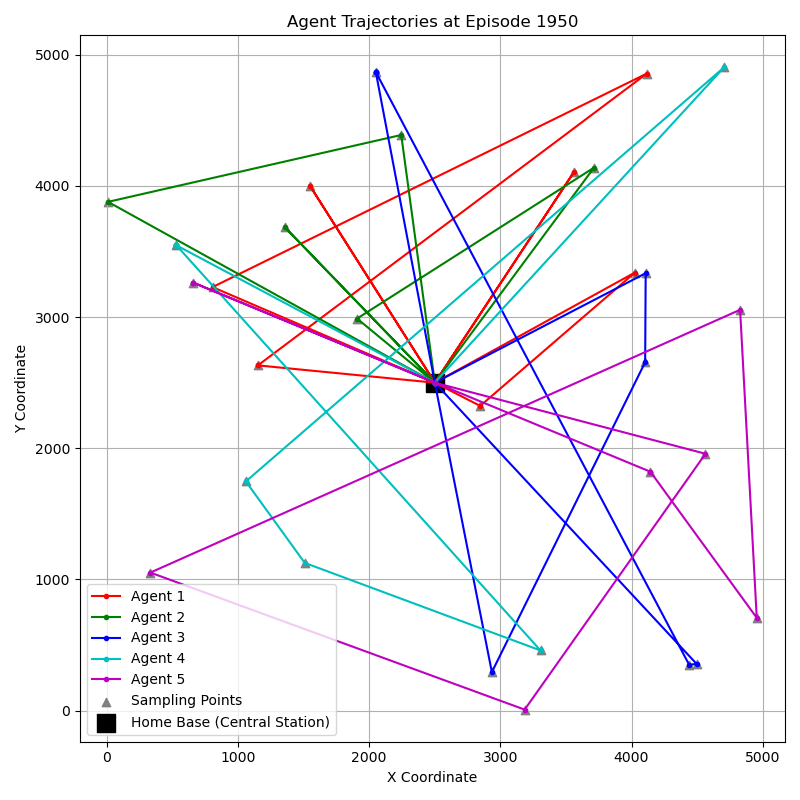 Agent Trajectories at Episode 1950
5000
4000
3000
2000
1000
0
Y Coordinate
Agent 1
Agent 2
Agent 3
Agent 4
Agent 5
Sampling Points
Home Base (Central Station)
0 1000 2000 3000 4000 5000
X Coordinate